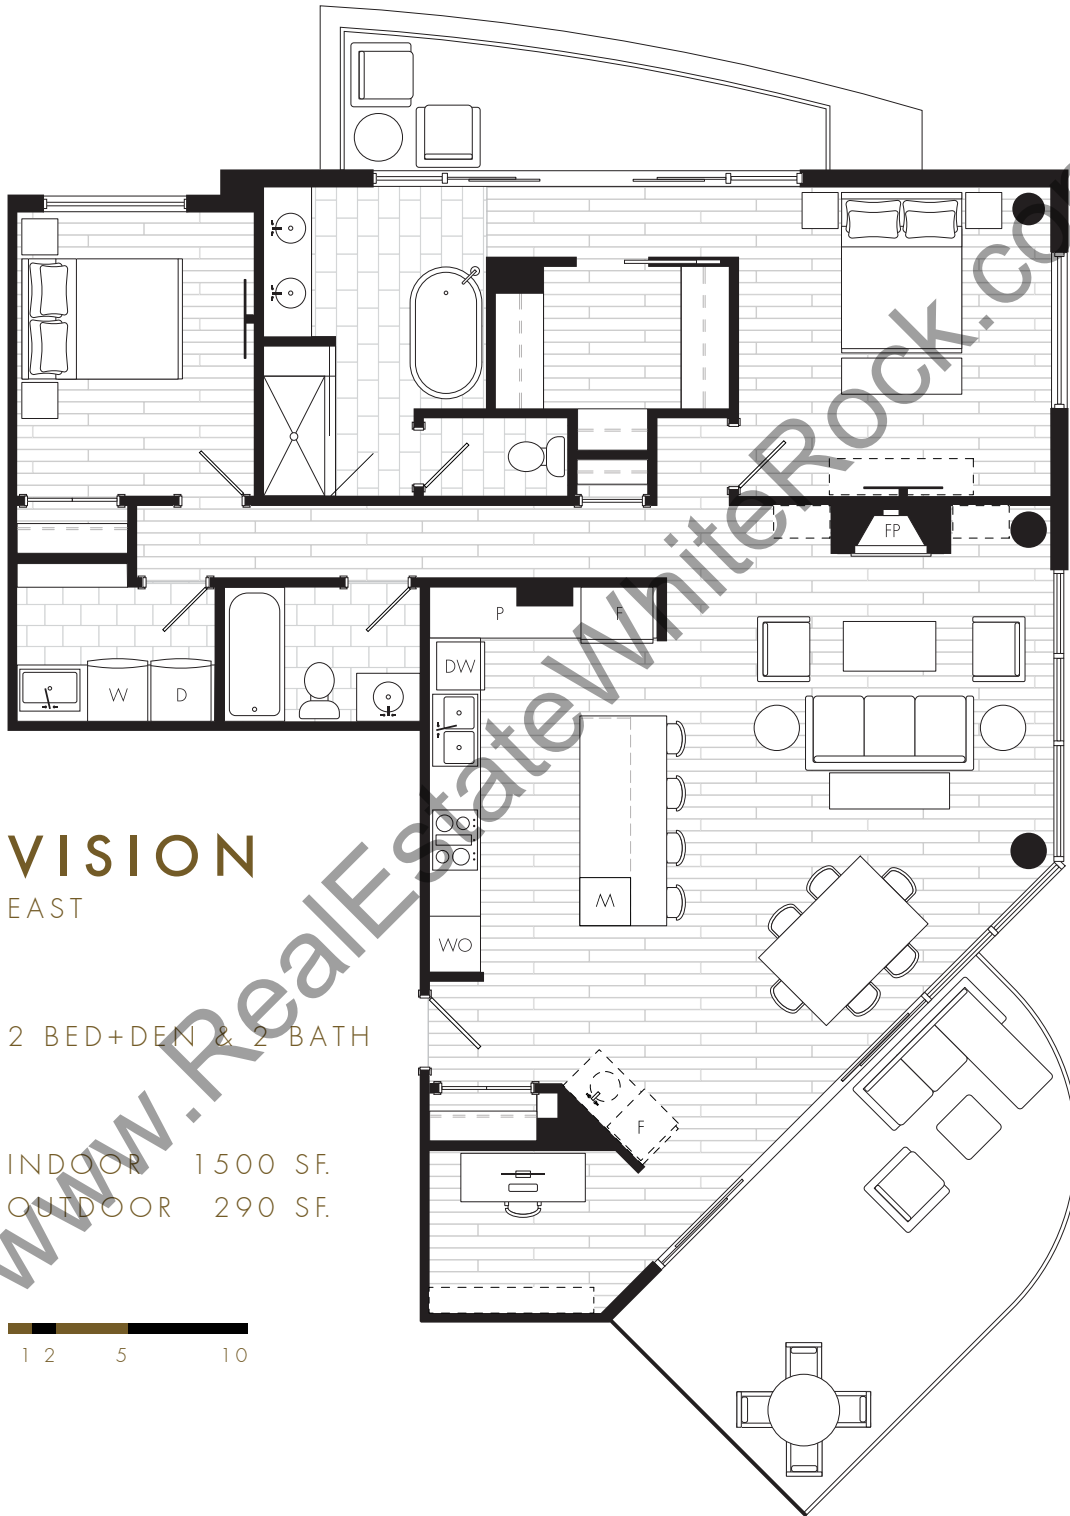 FP
P
F
DW
W
D
M
WO
F
VISION
EAST
2 BED+DEN & 2 BATH
INDOOR 1500 SF.
OUTDOOR 290 SF.
1 2 5 10
www.RealEstateWhiteRock.com